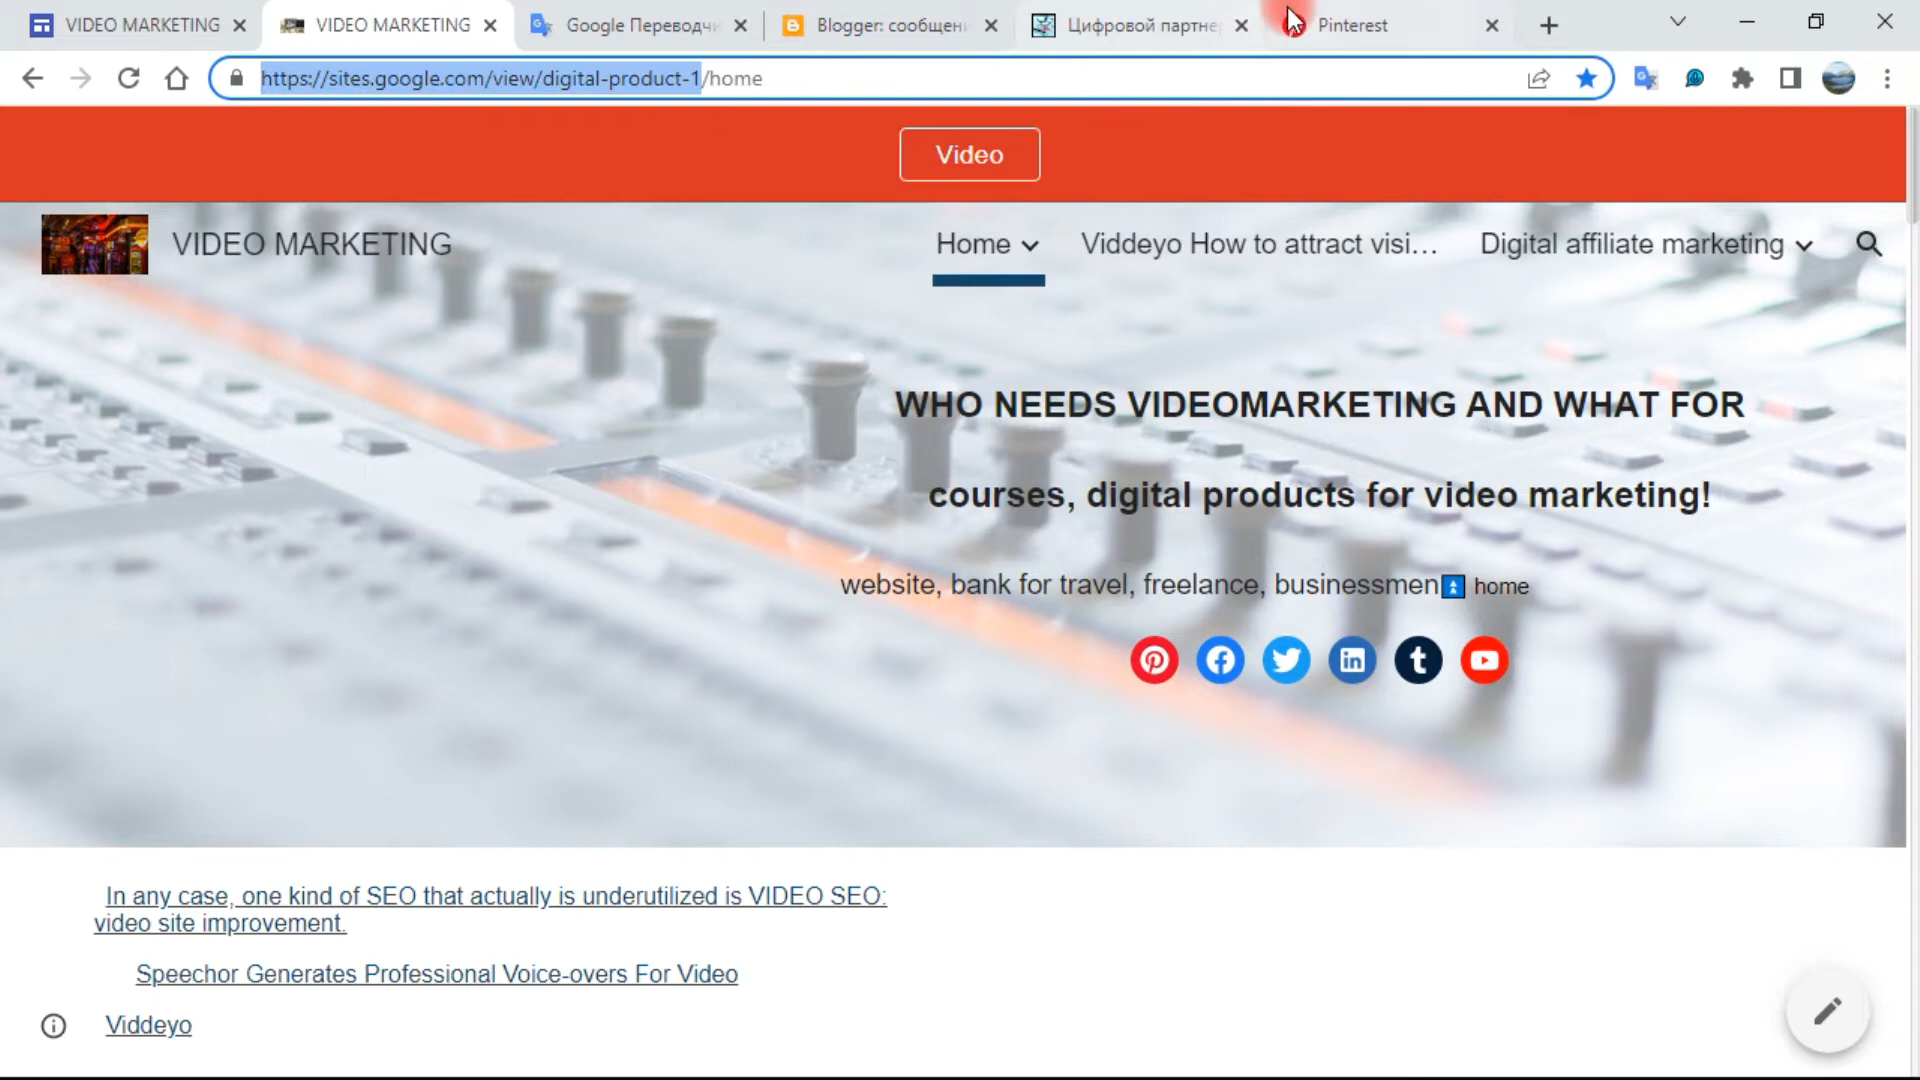 VIDEO MARKETING
VIDEO MARKETING
Google Переводчи
Blogger: сообщен
Цифровой партне
Pinterest
https://sites.google.com/view/digital-product-1/home
Video
VIDEO MARKETING
Home
Viddeyo How to attract visi...
Digital affiliate marketing
WHO NEEDS VIDEOMARKETING AND WHAT FOR
courses, digital products for video marketing!
website, bank for travel, freelance, businessmen home
In any case, one kind of SEO that actually is underutilized is VIDEO SEO:
video site improvement.
Speechor Generates Professional Voice-overs For Video
Viddeyo